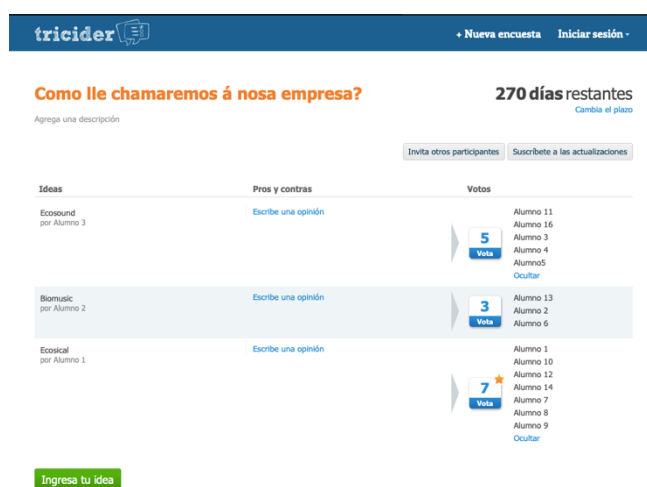 tricider
+ Nueva encuesta Iniciar sesión
Como lle chamaremos á nosa empresa?
270 días restantes
Cambia el plazo
Agrega una descripción
Invita otros participantes Suscríbete a las actualizaciones
Ideas Pros y contras Votos
Ecosound
por Alumno 3
Escribe una opinión
5
Vota
Alumno 11
Alumno 16
Alumno 3
Alumno 4
Alumno5
Ocultar
Biomusic
por Alumno 2
Escribe una opinión
3
Vota
Alumno 13
Alumno 2
Alumno 6
Ecosical
por Alumno 1
Escribe una opinión
7
Vota
Alumno 1
Alumno 10
Alumno 12
Alumno 14
Alumno 7
Alumno 8
Alumno 9
Ocultar
Ingresa tu idea